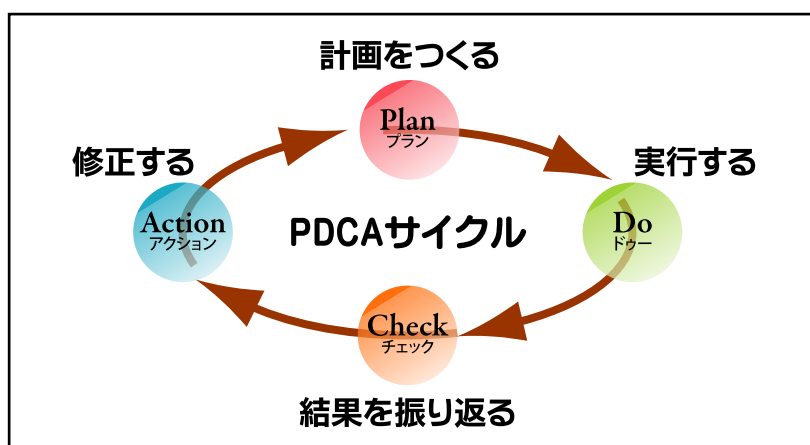 計画をつくる
Plan
プラン
修正する
実行する
Action
アクション
PDCAサイクル
Do
ドゥー
Check
チェック
結果を振り返る